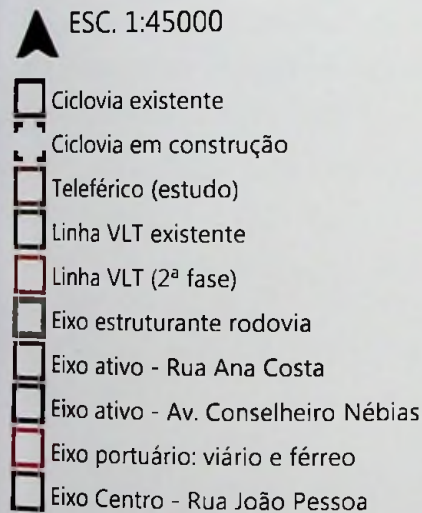 ESC. 1:45000
Ciclovia existente
Ciclovia em construção
Teleférico (estudo)
Linha VLT existente
Linha VLT (2ª fase)
Eixo estruturante rodovia
Eixo ativo - Rua Ana Costa
Eixo ativo - Av. Conselheiro Nébias
Eixo portuário: viário e férreo
Eixo Centro - Rua João Pessoa